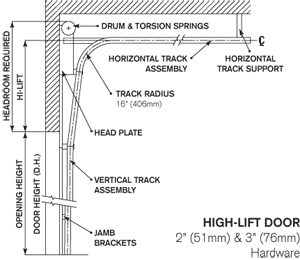 DRUM & TORSION SPRINGS
HORIZONTAL TRACK
ASSEMBLY
HORIZONTAL
TRACK SUPPORT
TRACK RADIUS
16" (406mm)
HEAD PLATE
VERTICAL TRACK
ASSEMBLY
JAMB
BRACKETS
HEADROOM REQUIRED
HI-LIFT
OPENING HEIGHT
DOOR HEIGHT (D.H.)
HIGH-LIFT DOOR
2" (51mm) & 3" (76mm)
Hardware